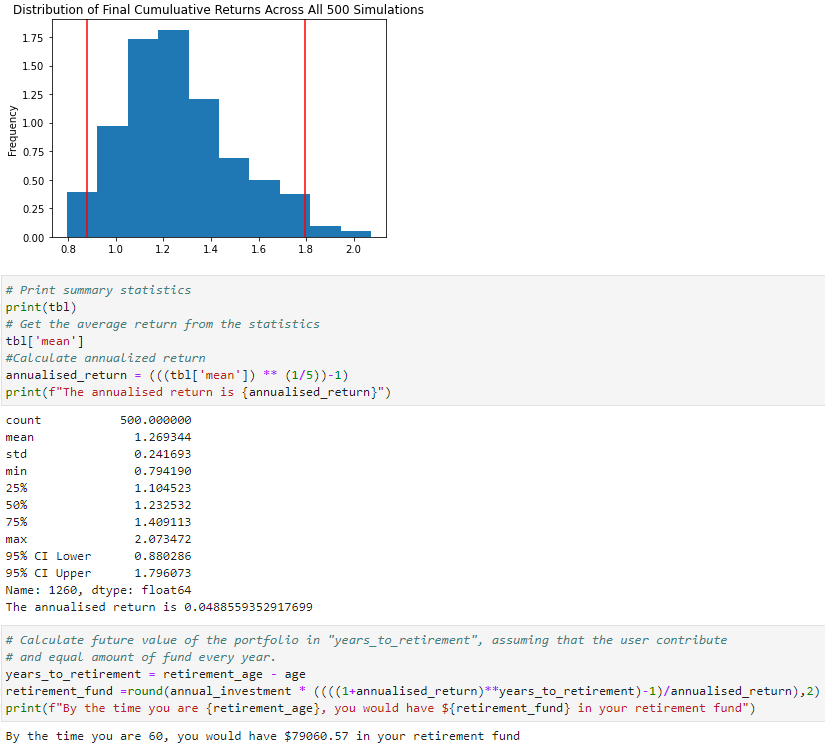 Distribution of Final Cumuluative Returns Across All 500 Simulations
1.75
1.50
1.25
1.00
0.75
0.50
0.25
0.00
Frequency
0.8 1.0 1.2 1.4 1.6 1.8 2.0
# Print summary statistics
print(tbl)
# Get the average return from the statistics
tbl['mean']
#Calculate annualized return
annualised_return = (((tbl['mean']) ** (1/5))-1)
print(f"The annualised return is {annualised_return}")
count 500.000000
mean 1.269344
std 0.241693
min 0.794190
25% 1.104523
50% 1.232532
75% 1.409113
max 2.073472
95% CI Lower 0.880286
95% CI Upper 1.796073
Name: 1260, dtype: float64
The annualised return is 0.0488559352917699
# Calculate future value of the portfolio in "years_to_retirement", assuming that the user contribute
# and equal amount of fund every year.
years_to_retirement = retirement_age - age
retirement_fund =round(annual_investment * ((((1+annualised_return)**years_to_retirement)-1)/annualised_return),2)
print(f"By the time you are {retirement_age}, you would have ${retirement_fund} in your retirement fund")
By the time you are 60, you would have $79060.57 in your retirement fund